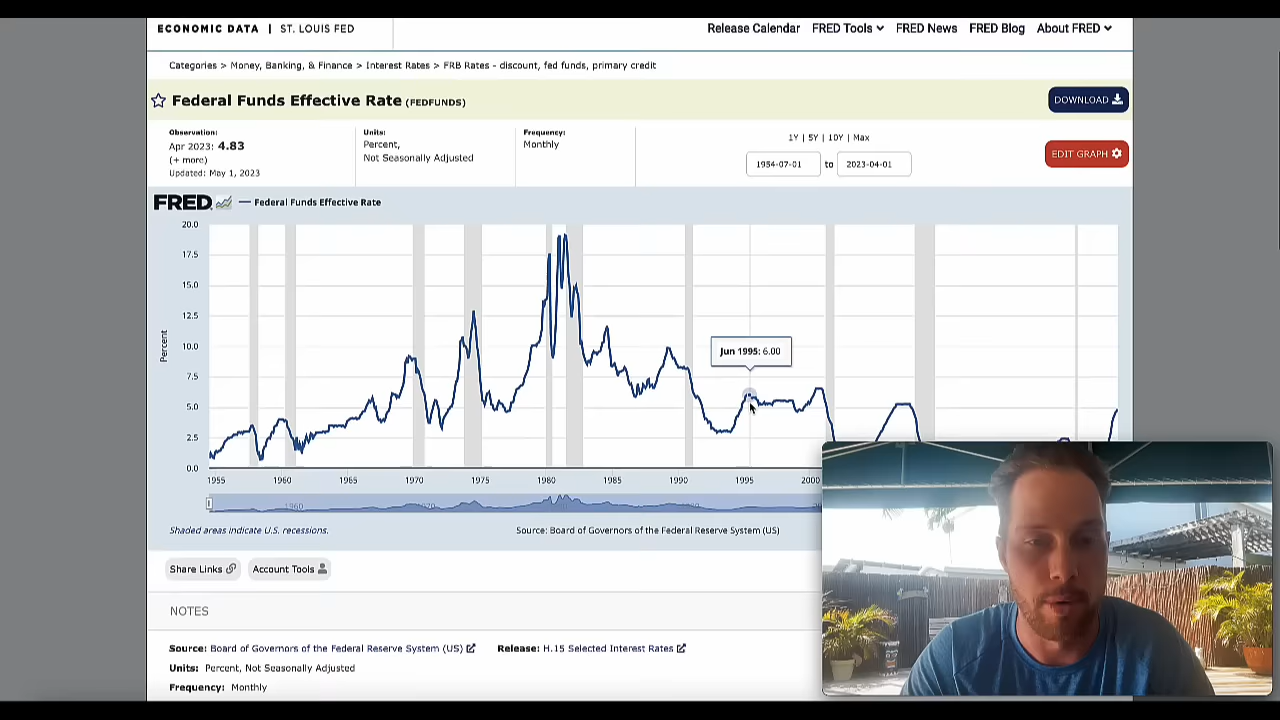 ECONOMIC DATA | ST. LOUIS FED
Release Calendar FRED Tools FRED News FRED Blog About FRED
Categories > Money, Banking, & Finance > Interest Rates > FRB Rates - discount, fed funds, primary credit
Federal Funds Effective Rate (FEDFUNDS)
DOWNLOAD
Observation:
Apr 2023: 4.83
(+ more)
Updated: May 1, 2023
Units:
Percent,
Not Seasonally Adjusted
Frequency:
Monthly
1Y | 5Y | 10Y | Max
1954-07-01 to 2023-04-01
EDIT GRAPH
FRED — Federal Funds Effective Rate
20.0
17.5
15.0
12.5
10.0
7.5
5.0
2.5
0.0
Percent
Jun 1995: 6.00
1955 1960 1965 1970 1975 1980 1985 1990 1995 2000
1960 1970 1980 1990
Shaded areas indicate U.S. recessions.
Source: Board of Governors of the Federal Reserve System (US)
Share Links Account Tools
NOTES
Source: Board of Governors of the Federal Reserve System (US) Release: H.15 Selected Interest Rates
Units: Percent, Not Seasonally Adjusted
Frequency: Monthly